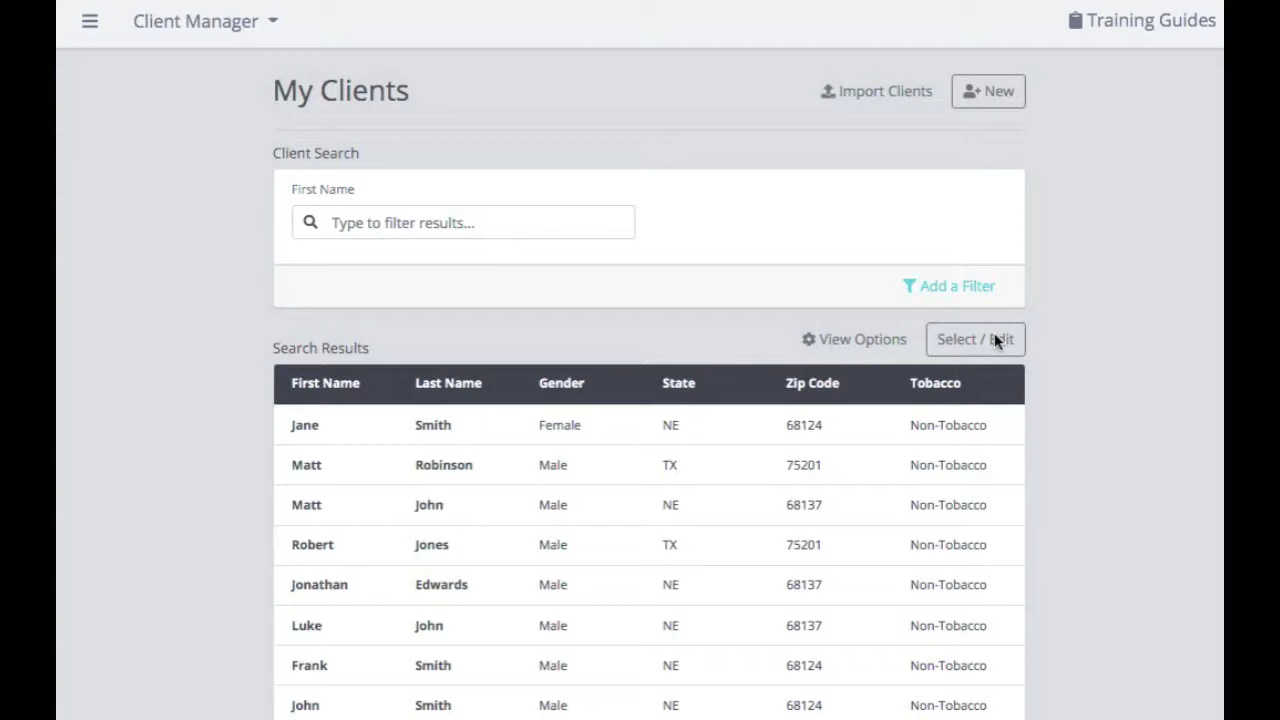 Client Manager
Training Guides
My Clients
Import Clients
New
Client Search
First Name
Type to filter results...
Add a Filter
Search Results
View Options
Select / Edit
First Name Last Name Gender State Zip Code Tobacco
Jane Smith Female NE 68124 Non-Tobacco
Matt Robinson Male TX 75201 Non-Tobacco
Matt John Male NE 68137 Non-Tobacco
Robert Jones Male TX 75201 Non-Tobacco
Jonathan Edwards Male NE 68137 Non-Tobacco
Luke John Male NE 68137 Non-Tobacco
Frank Smith Male NE 68124 Non-Tobacco
John Smith Male NE 68124 Non-Tobacco